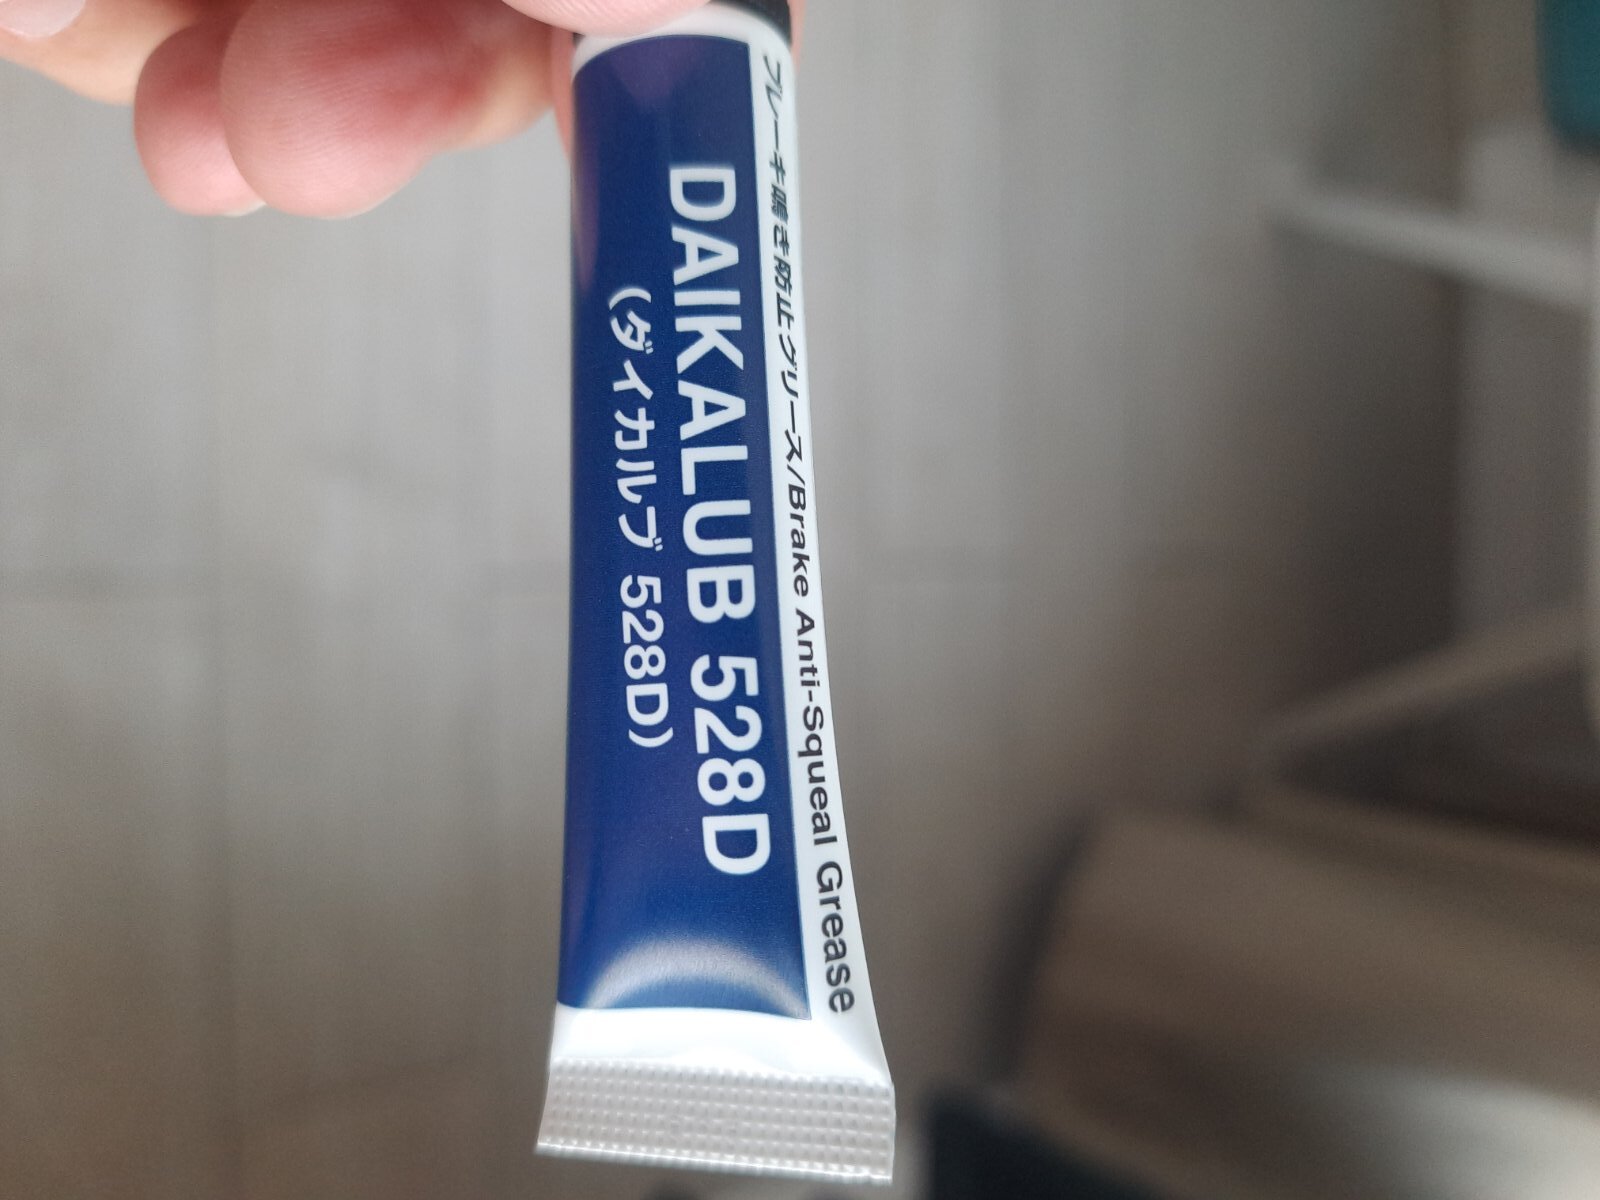 ブレーキ鳴き防止グリース/Brake Anti-Squeal Grease
DAIKALUB 528D
(ダイカルブ 528D)